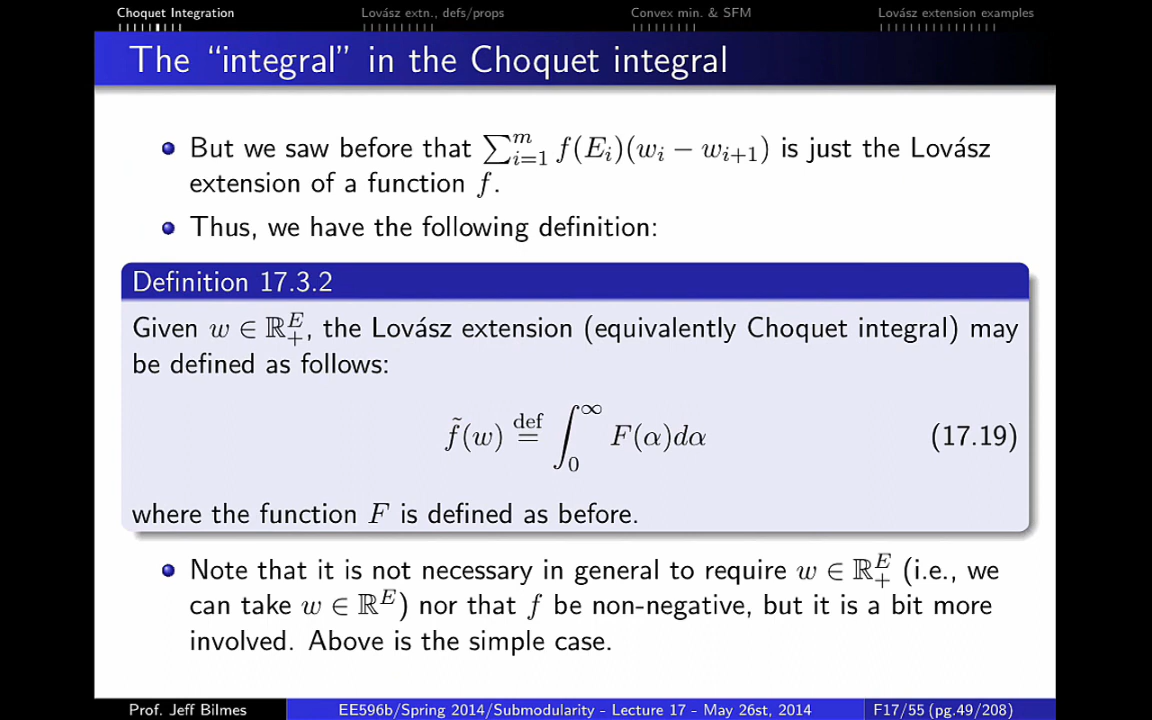 Choquet Integration Lovász extn., defs/props Convex min. & SFM Lovász extension examples
The “integral” in the Choquet integral
But we saw before that ∑_{i=1}^{m} f(E_i)(w_i − w_{i+1}) is just the Lovász
extension of a function f.
Thus, we have the following definition:
Definition 17.3.2
Given w ∈ ℝ_+^E, the Lovász extension (equivalently Choquet integral) may
be defined as follows:
f̃(w) def= ∫_0^∞ F(α)dα (17.19)
where the function F is defined as before.
Note that it is not necessary in general to require w ∈ ℝ_+^E (i.e., we
can take w ∈ ℝ^E) nor that f be non-negative, but it is a bit more
involved. Above is the simple case.
Prof. Jeff Bilmes EE596b/Spring 2014/Submodularity - Lecture 17 - May 26st, 2014 F17/55 (pg.49/208)